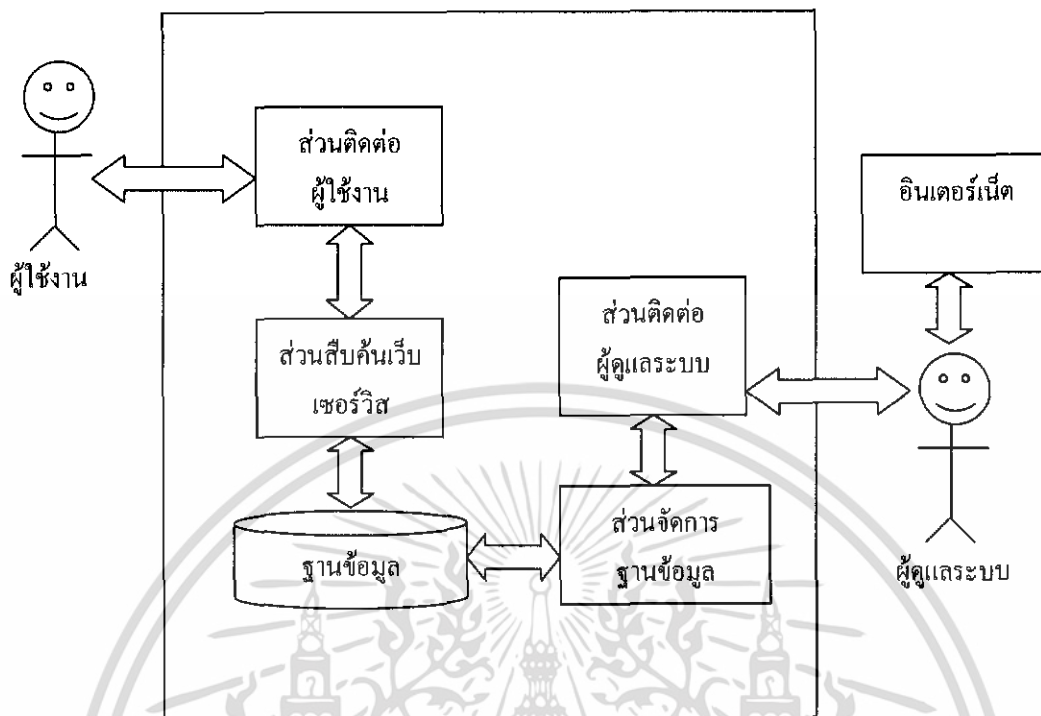 ส่วนติดต่อ
ผู้ใช้งาน
ผู้ใช้งาน
อินเตอร์เน็ต
ส่วนสืบค้นเว็บ
เซอร์วิส
ส่วนติดต่อ
ผู้ดูแลระบบ
ฐานข้อมูล
ส่วนจัดการ
ฐานข้อมูล
ผู้ดูแลระบบ